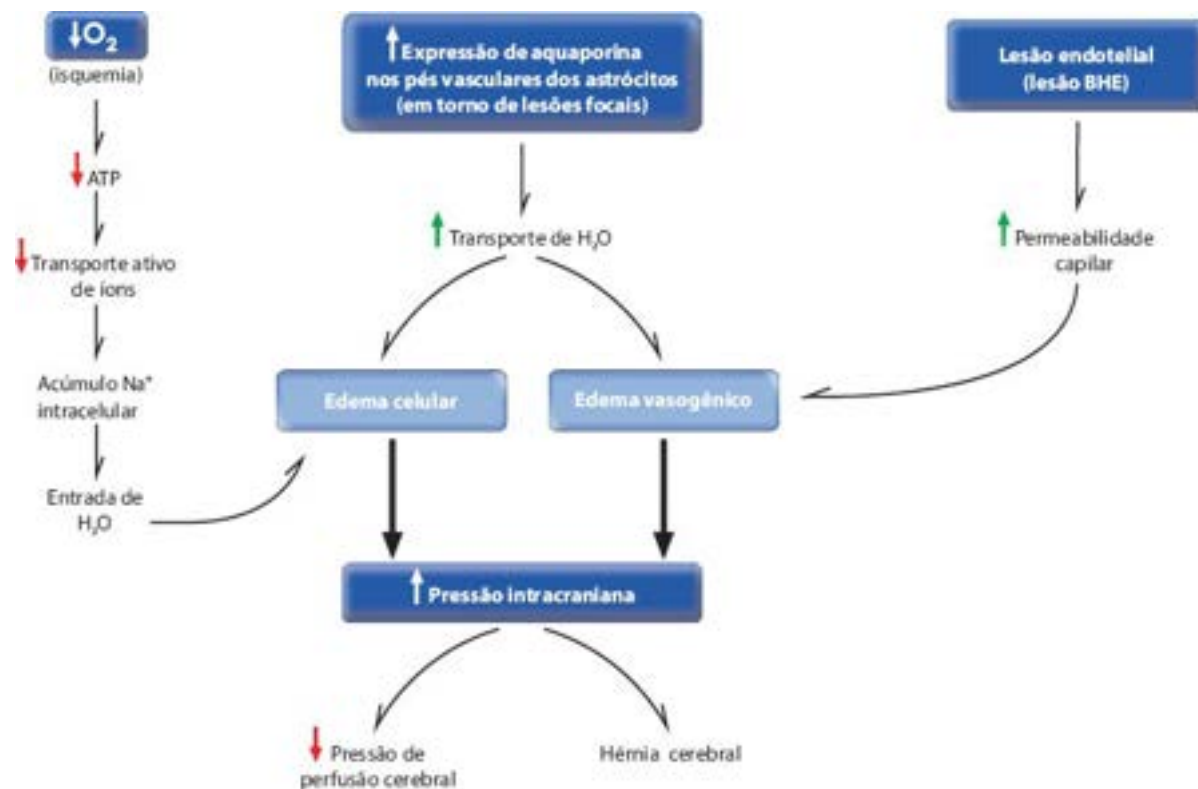 ↓O₂
(isquemia)
↓ ATP
↓ Transporte ativo
de íons
Acúmulo Na⁺
intracelular
Entrada de
H₂O
↑ Expressão de aquaporina
nos pés vasculares dos astrócitos
(em torno de lesões focais)
↑ Transporte de H₂O
Lesão endotelial
(lesão BHE)
↑ Permeabilidade
capilar
Edema celular
Edema vasogênico
↑ Pressão intracraniana
↓ Pressão de
perfusão cerebral
Hérnia cerebral